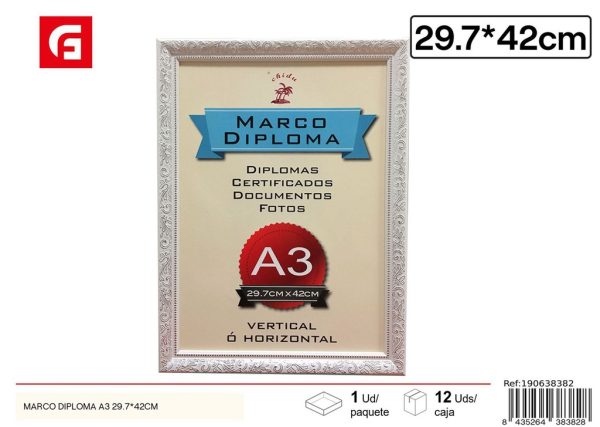 29.7*42cm
chidu
MARCO
DIPLOMA
DIPLOMAS
CERTIFICADOS
DOCUMENTOS
FOTOS
A3
29.7CM X 42CM
VERTICAL
Ó HORIZONTAL
MARCO DIPLOMA A3 29.7*42CM
1 Ud/
paquete
12 Uds/
caja
Ref:190638382
8 435264 383828